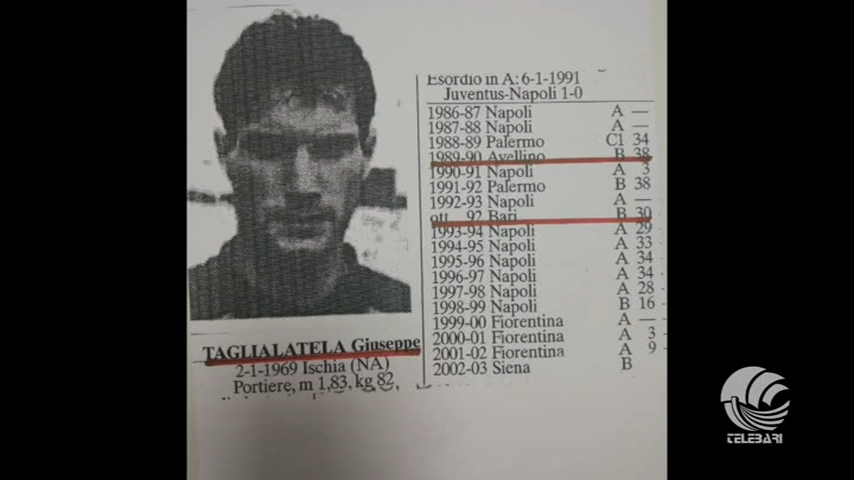 TAGLIALATELA Giuseppe
2-1-1969 Ischia (NA)
Portiere, m 1,83, kg 82,
Esordio in A: 6-1-1991
Juventus-Napoli 1-0
1986-87 Napoli A —
1987-88 Napoli A —
1988-89 Palermo C1 34
1989-90 Avellino B 38
1990-91 Napoli A 3
1991-92 Palermo B 38
1992-93 Napoli A —
ott. 92 Bari B 30
1993-94 Napoli A 29
1994-95 Napoli A 33
1995-96 Napoli A 34
1996-97 Napoli A 34
1997-98 Napoli A 28
1998-99 Napoli B 16
1999-00 Fiorentina A —
2000-01 Fiorentina A 3
2001-02 Fiorentina A 9
2002-03 Siena B
TELEBARI